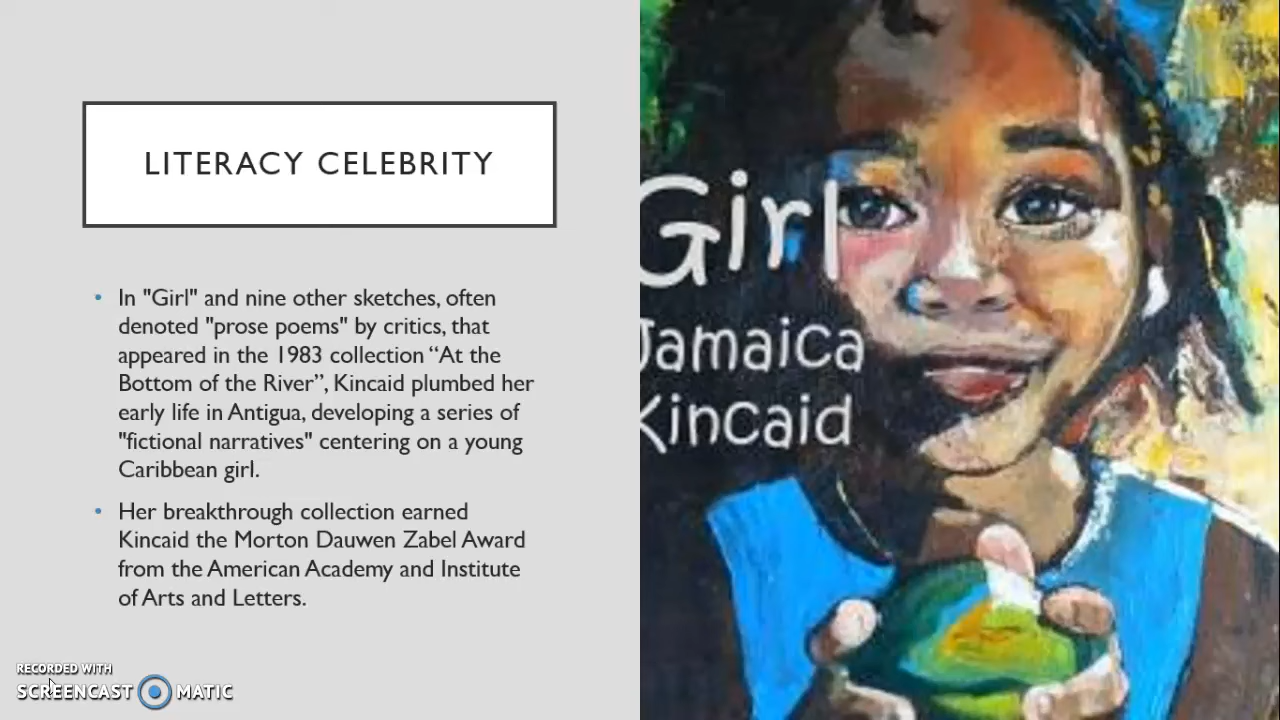 LITERACY CELEBRITY
• In "Girl" and nine other sketches, often
denoted "prose poems" by critics, that
appeared in the 1983 collection “At the
Bottom of the River”, Kincaid plumbed her
early life in Antigua, developing a series of
"fictional narratives" centering on a young
Caribbean girl.
• Her breakthrough collection earned
Kincaid the Morton Dauwen Zabel Award
from the American Academy and Institute
of Arts and Letters.
Girl
Jamaica
Kincaid
RECORDED WITH
SCREENCAST MATIC